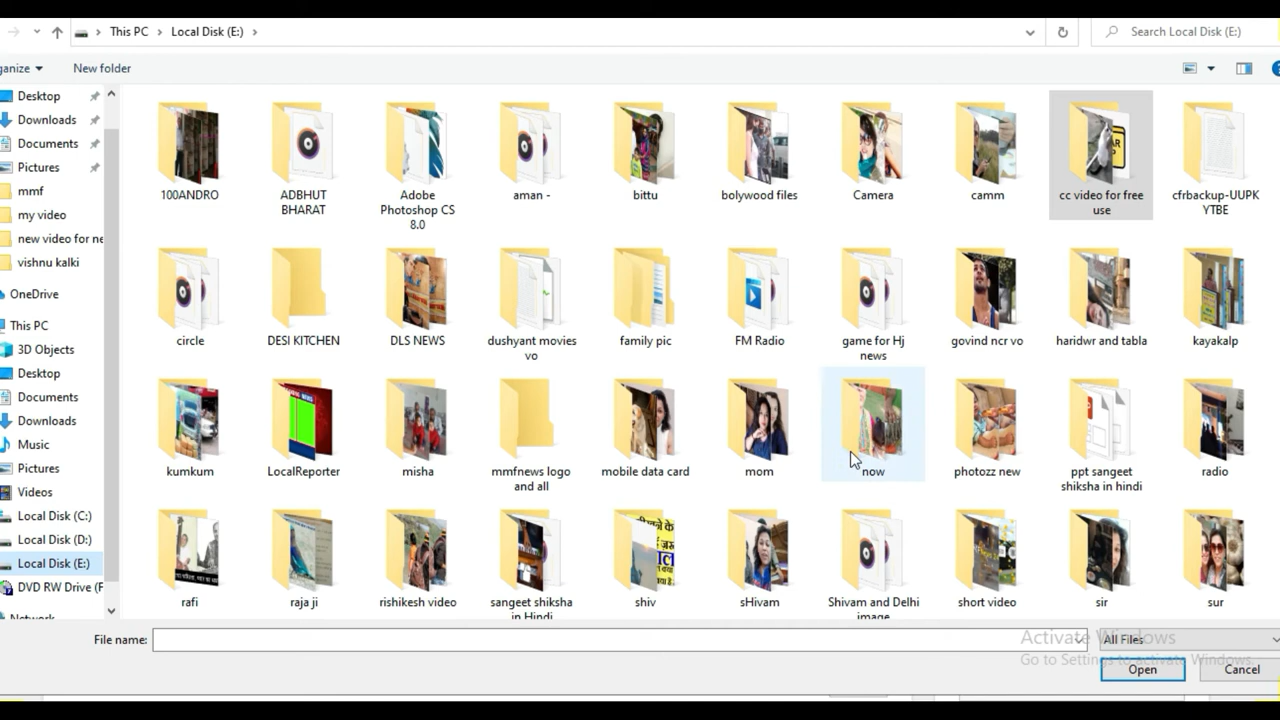 This PC > Local Disk (E:) >
Search Local Disk (E:)
ganize
New folder
Desktop
Downloads
Documents
Pictures
mmf
my video
new video for ne
vishnu kalki
OneDrive
This PC
3D Objects
Desktop
Documents
Downloads
Music
Pictures
Videos
Local Disk (C:)
Local Disk (D:)
Local Disk (E:)
DVD RW Drive (F
Network
100ANDRO
ADBHUT
BHARAT
Adobe
Photoshop CS
8.0
aman -
bittu
bolywood files
Camera
camm
cc video for free
use
cfrbackup-UUPK
YTBE
circle
DESI KITCHEN
DLS NEWS
dushyant movies
vo
family pic
FM Radio
game for Hj
news
govind ncr vo
haridwr and tabla
kayakalp
kumkum
LocalReporter
misha
mmfnews logo
and all
mobile data card
mom
now
photozz new
ppt sangeet
shiksha in hindi
radio
rafi
raja ji
rishikesh video
sangeet shiksha
in Hindi
shiv
sHivam
Shivam and Delhi
image
short video
sir
sur
File name:
All Files
Activate Windows
Go to Settings to activate Windows.
Open
Cancel